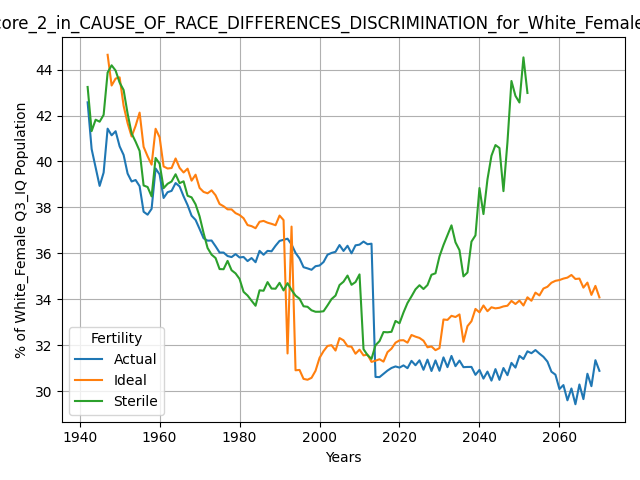 core_2_in_CAUSE_OF_RACE_DIFFERENCES_DISCRIMINATION_for_White_Female
% of White_Female Q3_IQ Population
44
42
40
38
36
34
32
30
Fertility
Actual
Ideal
Sterile
1940
1960
1980
2000
2020
2040
2060
Years